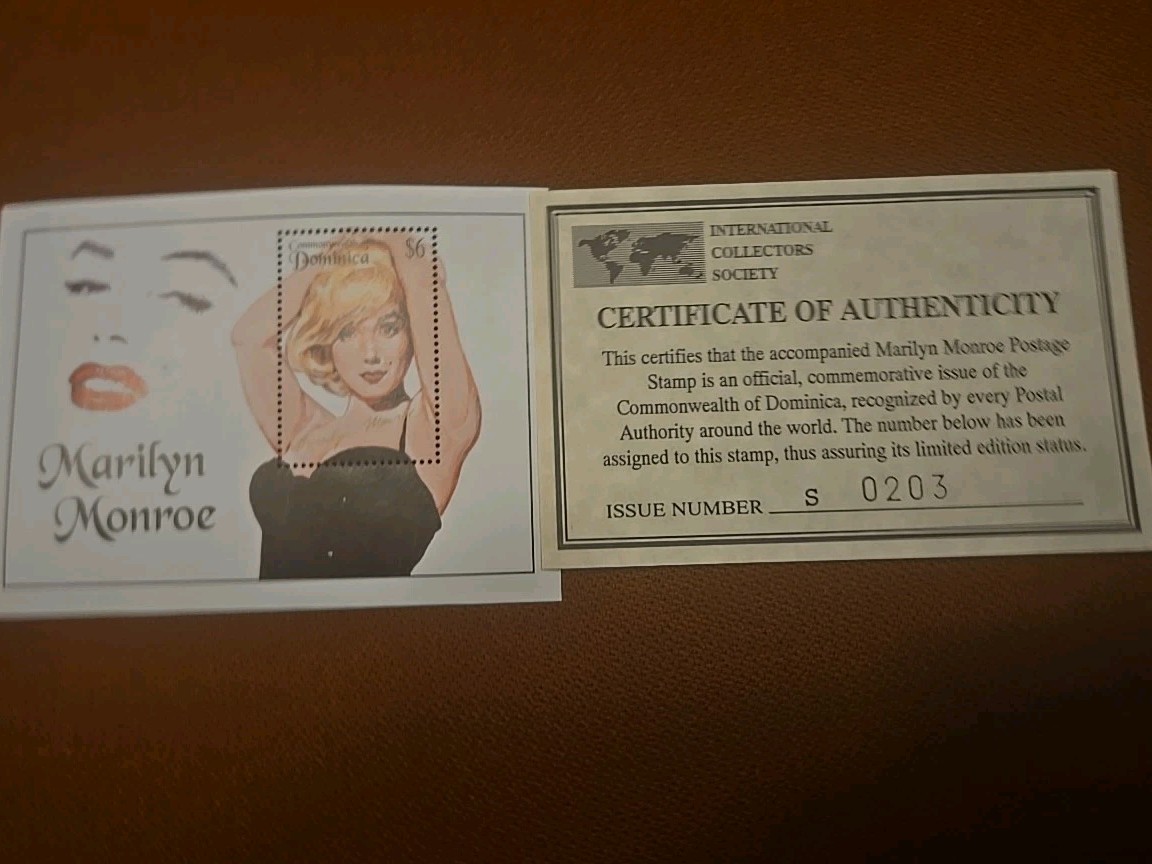 Commonwealth of
Dominica
$6
Marilyn
Monroe
INTERNATIONAL
COLLECTORS
SOCIETY
CERTIFICATE OF AUTHENTICITY
This certifies that the accompanied Marilyn Monroe Postage
Stamp is an official, commemorative issue of the
Commonwealth of Dominica, recognized by every Postal
Authority around the world. The number below has been
assigned to this stamp, thus assuring its limited edition status.
ISSUE NUMBER S 0203